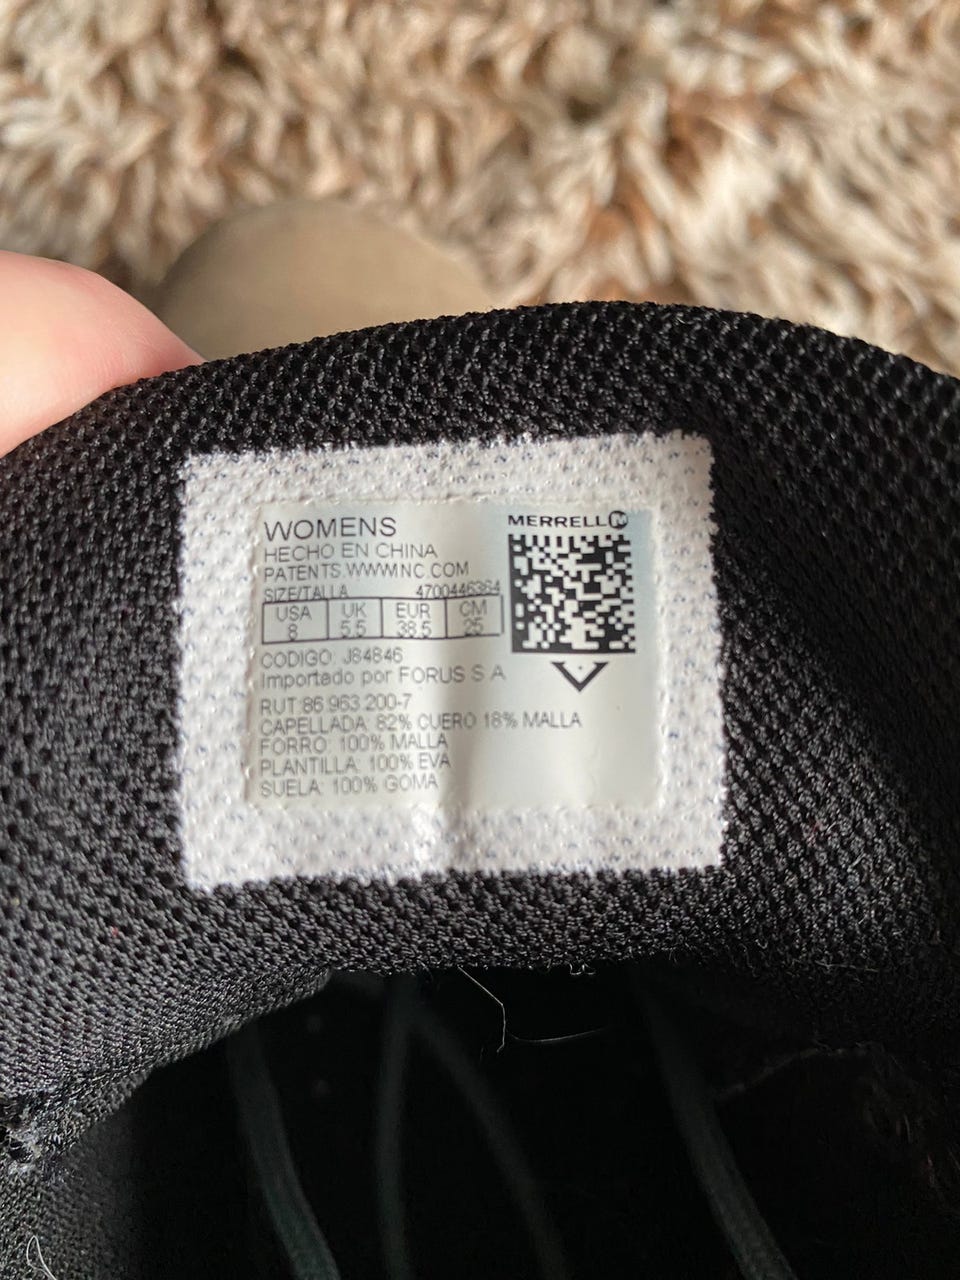 WOMENS
HECHO EN CHINA
PATENTS.WWW.INC.COM
SIZE/TALLA 4700446364
USA UK EUR CM
8 5.5 38.5 25
CODIGO: J84846
Importado por FORUS S A
RUT 86 963 200-7
CAPELLADA: 82% CUERO 18% MALLA
FORRO: 100% MALLA
PLANTILLA: 100% EVA
SUELA: 100% GOMA
MERRELL